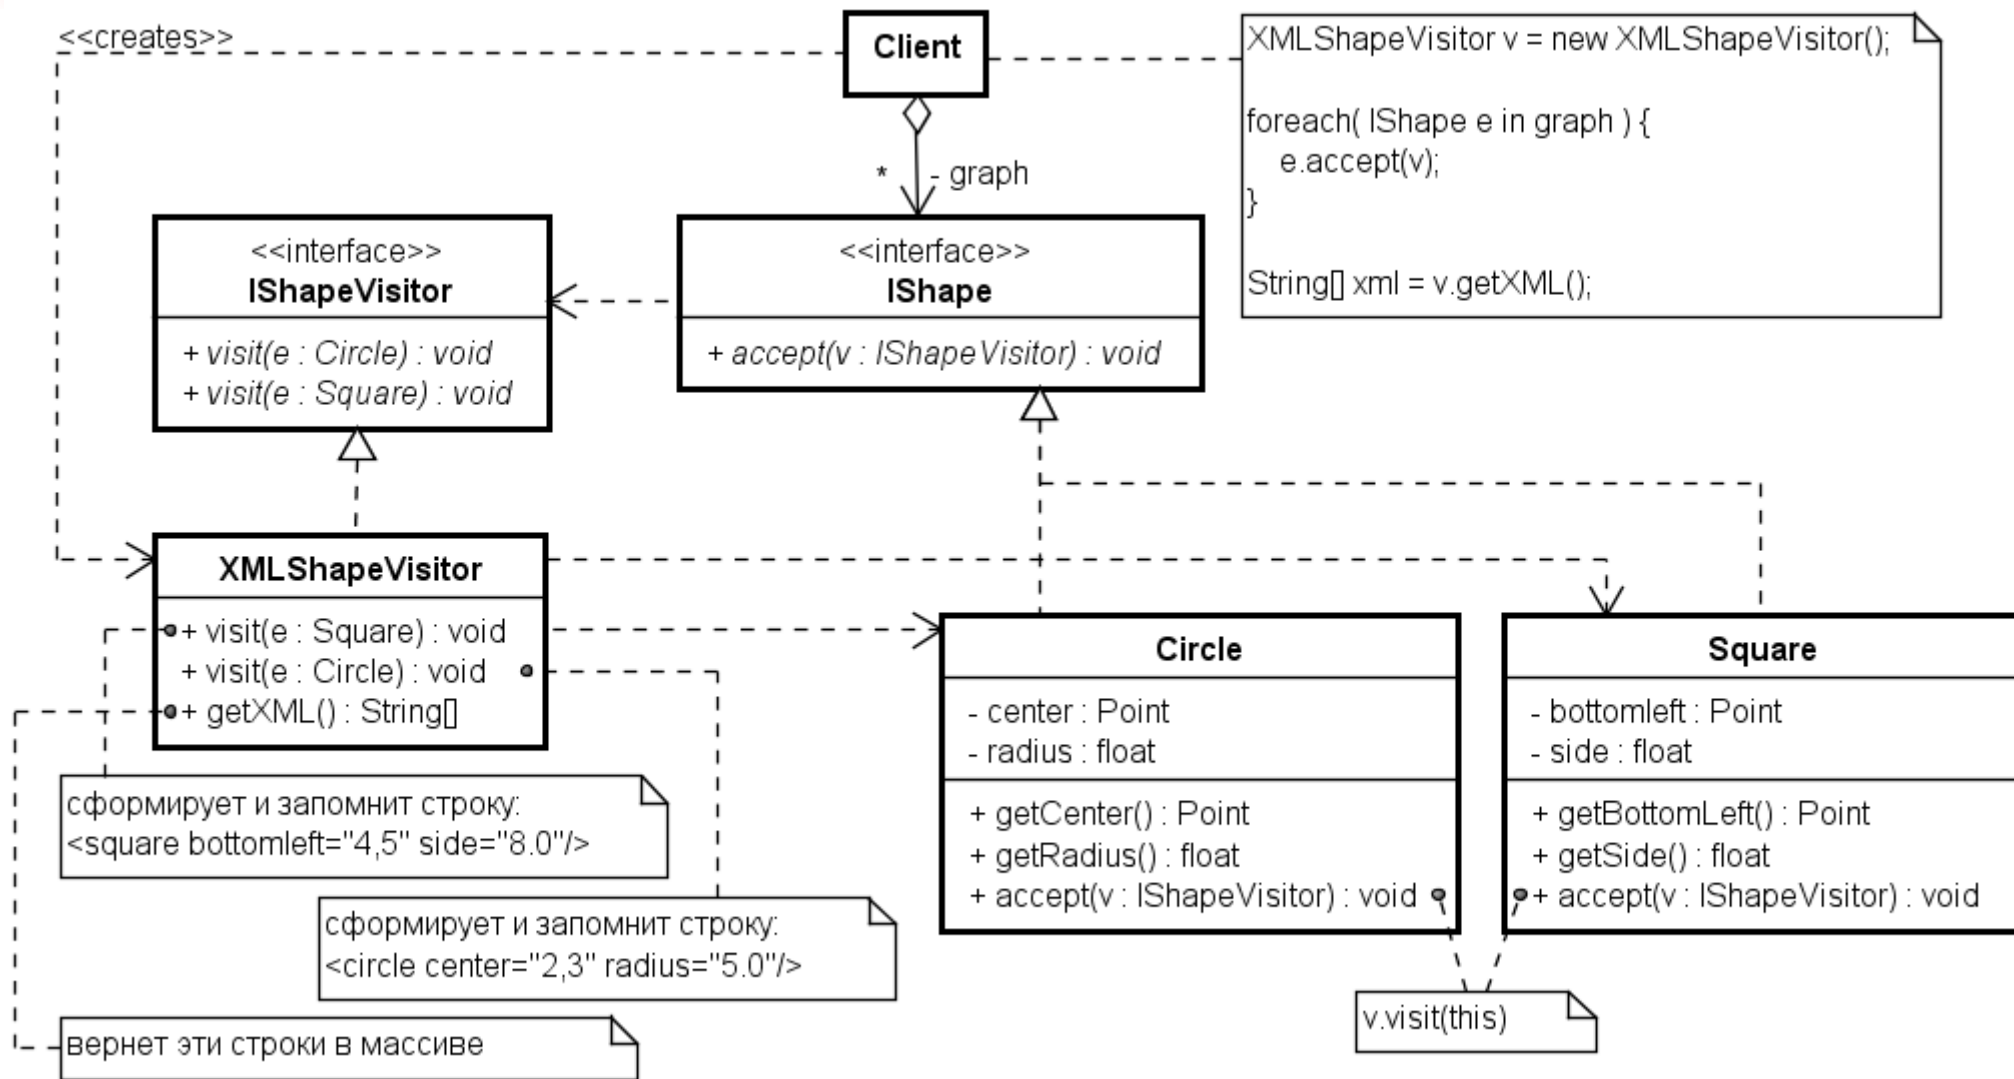 <<creates>>
Client
XMLShapeVisitor v = new XMLShapeVisitor();
foreach( IShape e in graph ) {
e.accept(v);
}
String[] xml = v.getXML();
* - graph
<<interface>>
IShapeVisitor
+ visit(e : Circle) : void
+ visit(e : Square) : void
<<interface>>
IShape
+ accept(v : IShapeVisitor) : void
XMLShapeVisitor
+ visit(e : Square) : void
+ visit(e : Circle) : void
+ getXML() : String[]
Circle
- center : Point
- radius : float
+ getCenter() : Point
+ getRadius() : float
+ accept(v : IShapeVisitor) : void
Square
- bottomleft : Point
- side : float
+ getBottomLeft() : Point
+ getSide() : float
+ accept(v : IShapeVisitor) : void
сформирует и запомнит строку:
<square bottomleft="4,5" side="8.0"/>
сформирует и запомнит строку:
<circle center="2,3" radius="5.0"/>
вернет эти строки в массиве
v.visit(this)